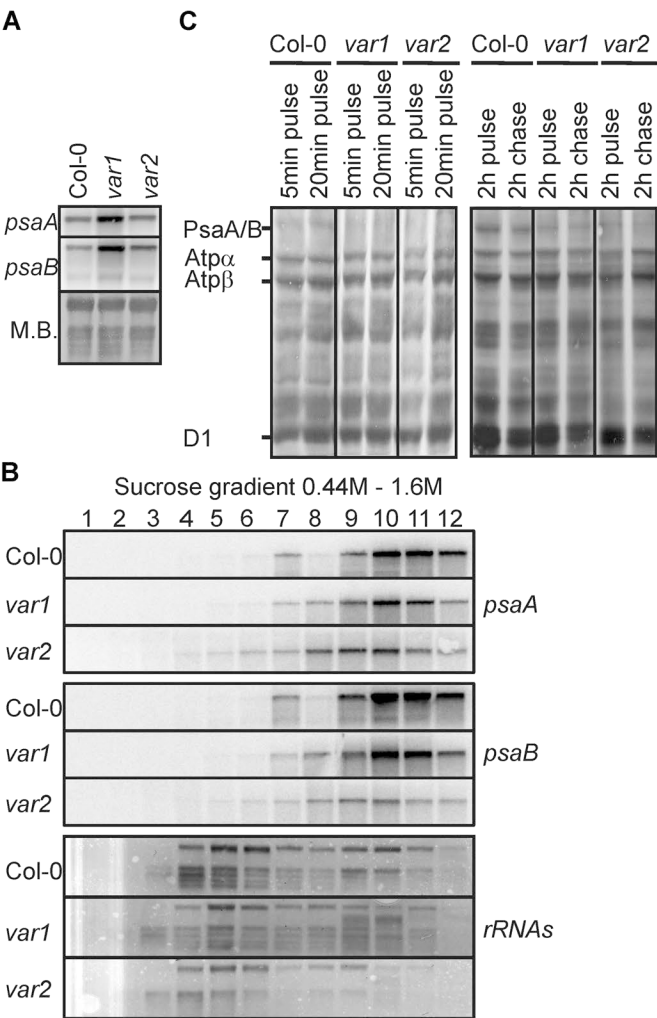 A
Col-0 var1 var2
psaA
psaB
M.B.
C
Col-0 var1 var2 Col-0 var1 var2
5min pulse 20min pulse 5min pulse 20min pulse 5min pulse 20min pulse 2h pulse 2h chase 2h pulse 2h chase 2h pulse 2h chase
PsaA/B
Atpα
Atpβ
D1
B
Sucrose gradient 0.44M - 1.6M
1 2 3 4 5 6 7 8 9 10 11 12
Col-0
var1 psaA
var2
Col-0
var1 psaB
var2
Col-0
var1 rRNAs
var2